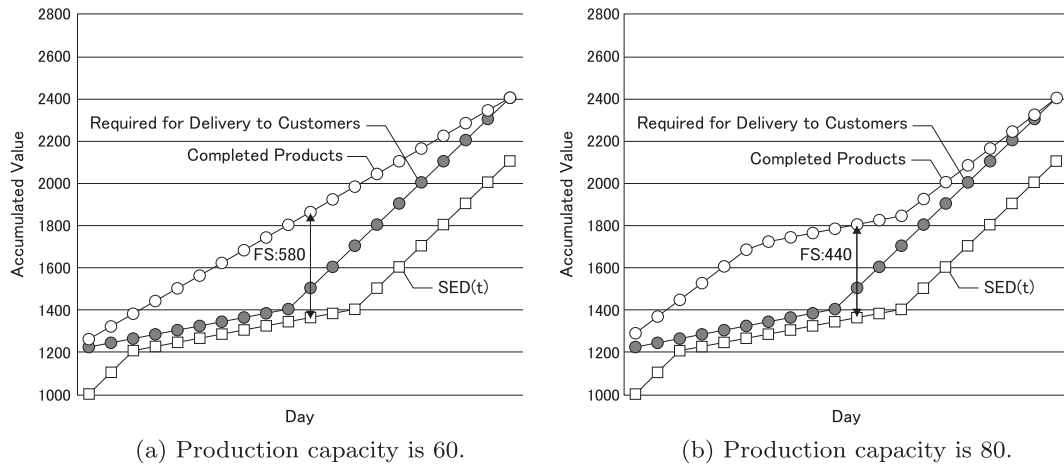 2800
2600
2400
2200
2000
1800
1600
1400
1200
1000
Accumulated Value
Required for Delivery to Customers
Completed Products
FS:580
SED(t)
Day
(a) Production capacity is 60.
2800
2600
2400
2200
2000
1800
1600
1400
1200
1000
Accumulated Value
Required for Delivery to Customers
Completed Products
FS:440
SED(t)
Day
(b) Production capacity is 80.